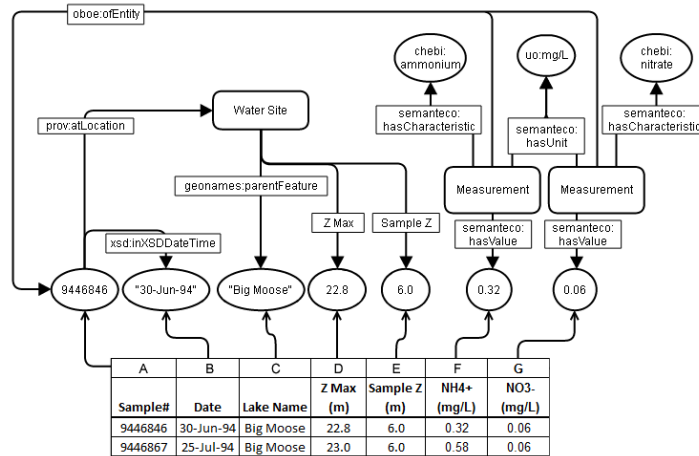 oboe:ofEntity
chebi:
ammonium
uo:mg/L
chebi:
nitrate
Water Site
semanteco:
hasCharacteristic
semanteco:
hasUnit
semanteco:
hasCharacteristic
prov:atLocation
geonames:parentFeature
Measurement
Measurement
Z Max
Sample Z
semanteco:
hasValue
semanteco:
hasValue
xsd:inXSDDateTime
9446846
"30-Jun-94"
"Big Moose"
22.8
6.0
0.32
0.06
A B C D E F G
Sample# Date Lake Name Z Max (m) Sample Z (m) NH4+ (mg/L) NO3- (mg/L)
9446846 30-Jun-94 Big Moose 22.8 6.0 0.32 0.06
9446867 25-Jul-94 Big Moose 23.0 6.0 0.58 0.06